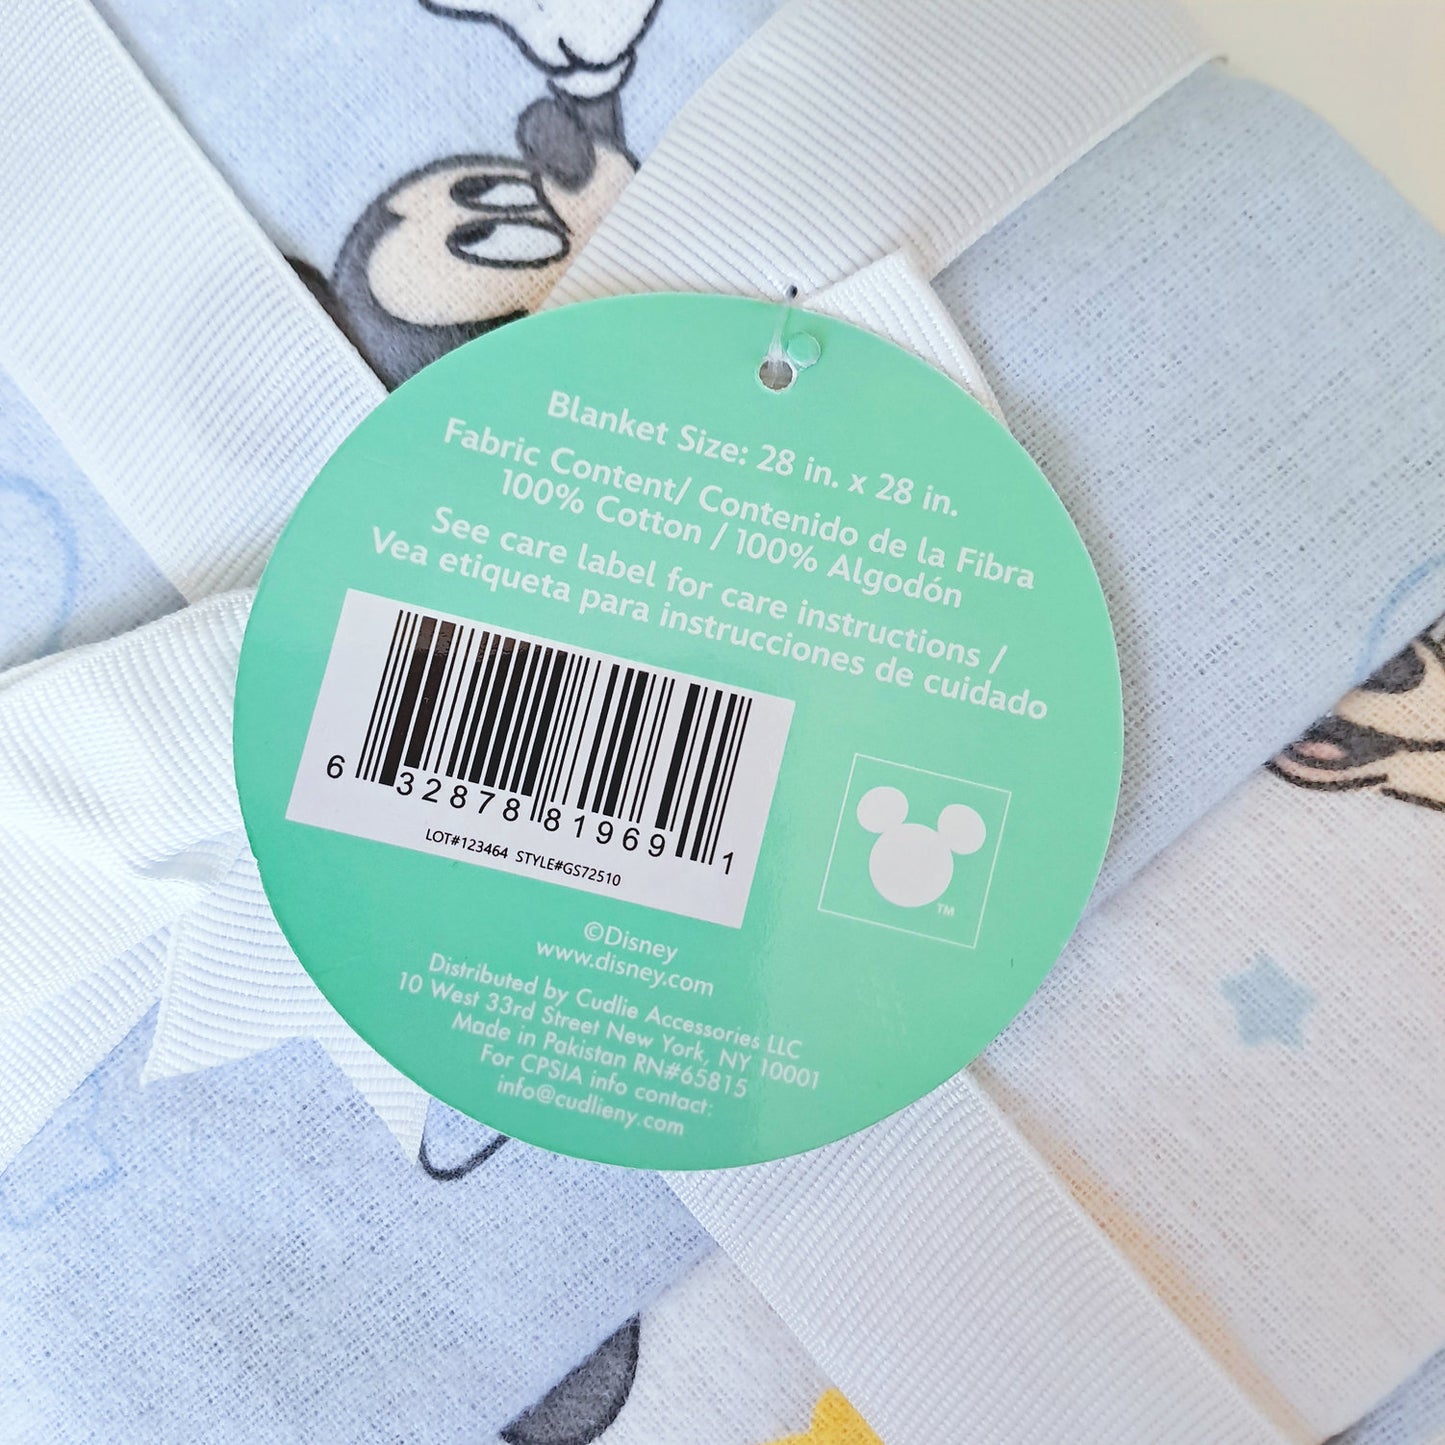 Blanket Size: 28 in. x 28 in.
Fabric Content/ Contenido de la Fibra
100% Cotton / 100% Algodón
See care label for care instructions /
Vea etiqueta para instrucciones de cuidado
6 32878 81969 1
LOT#123464 STYLE#GS72510
TM
©Disney
www.disney.com
Distributed by Cudlie Accessories LLC
10 West 33rd Street New York, NY 10001
Made in Pakistan RN#65815
For CPSIA info contact:
info@cudlieny.com